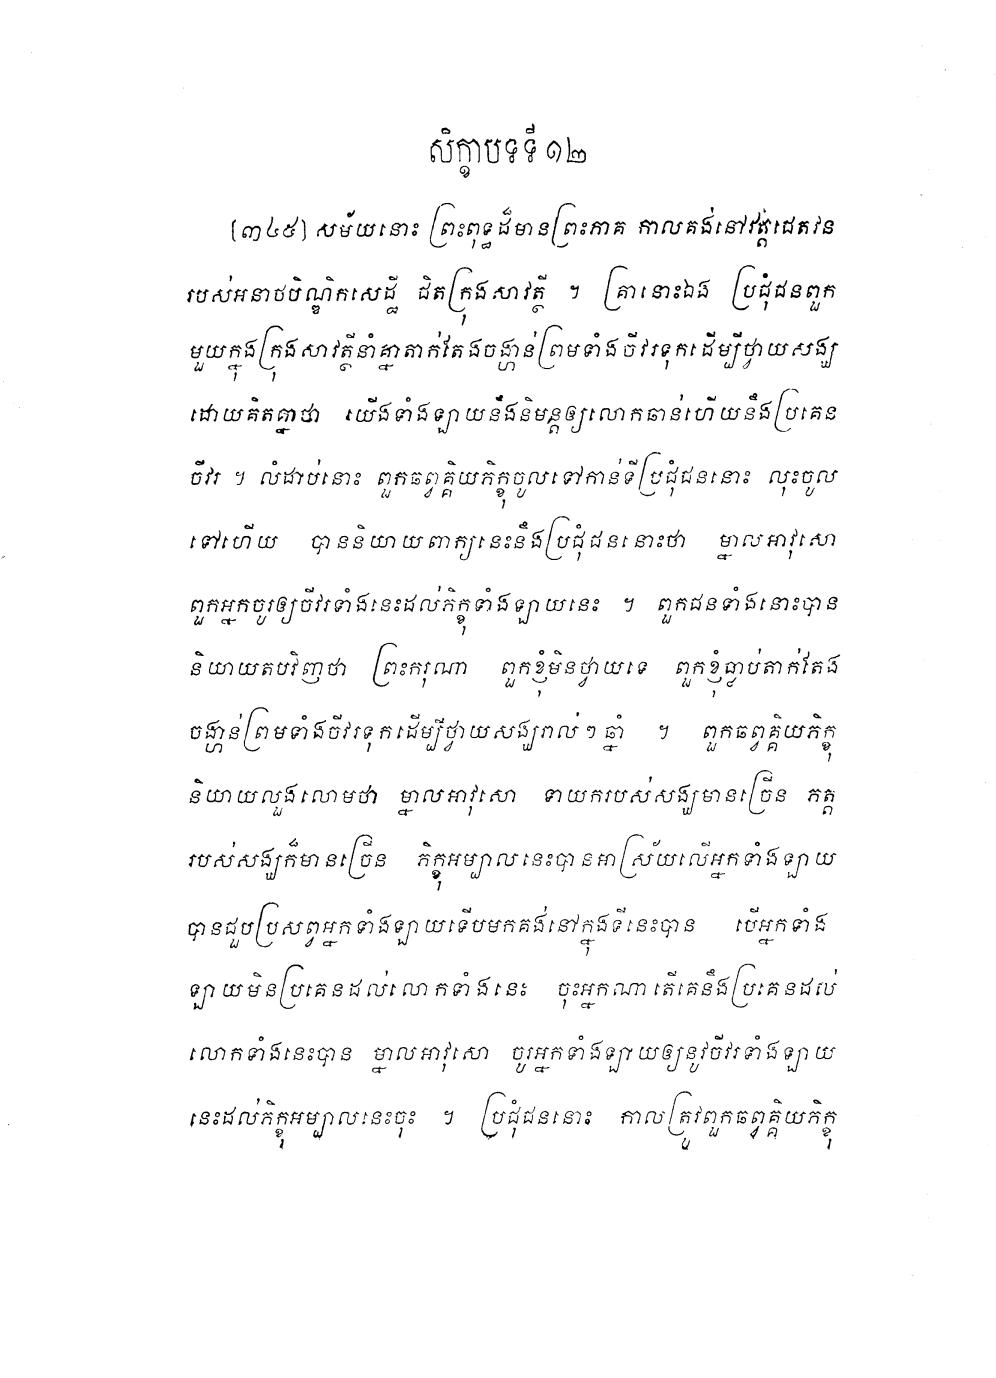 សិក្ខាបទទី ១២
(៣៤៥) សម័យនោះ ព្រះពុទ្ធដ៏មានព្រះភាគ កាលគង់នៅវត្តជេតវន
របស់អនាថបិណ្ឌិកសេដ្ឋី ជិតក្រុងសាវត្ថី ។ គ្រានោះឯង ប្រជុំជនពួក
មួយក្នុងក្រុងសាវត្ថីនាំគ្នាតាក់តែងចង្ហាន់ព្រមទាំងចីវរទុកដើម្បីថ្វាយសង្ឃ
ដោយគិតគ្នាថា យើងទាំងឡាយនឹងនិមន្តឲ្យលោកឆាន់ហើយនឹងប្រគេន
ចីវរ ។ លំដាប់នោះ ពួកឆព្វគ្គិយភិក្ខុចូលទៅកាន់ទីប្រជុំជននោះ លុះចូល
ទៅហើយ បាននិយាយពាក្យនេះនឹងប្រជុំជននោះថា ម្នាលអាវុសោ
ពួកអ្នកចូរឲ្យចីវរទាំងនេះដល់ភិក្ខុទាំងឡាយនេះ ។ ពួកជនទាំងនោះបាន
និយាយតបវិញថា ព្រះករុណា ពួកខ្ញុំមិនថ្វាយទេ ពួកខ្ញុំធ្លាប់តាក់តែង
ចង្ហាន់ព្រមទាំងចីវរទុកដើម្បីថ្វាយសង្ឃរាល់ៗឆ្នាំ ។ ពួកឆព្វគ្គិយភិក្ខុ
និយាយលួងលោមថា ម្នាលអាវុសោ ទាយករបស់សង្ឃមានច្រើន ភត្ត
របស់សង្ឃក៏មានច្រើន ភិក្ខុអម្បាលនេះបានអាស្រ័យលើអ្នកទាំងឡាយ
បានជួបប្រសព្វអ្នកទាំងឡាយទើបមកគង់នៅក្នុងទីនេះបាន បើអ្នកទាំង
ឡាយមិនប្រគេនដល់លោកទាំងនេះ ចុះអ្នកណាតើគេនឹងប្រគេនដល់
លោកទាំងនេះបាន ម្នាលអាវុសោ ចូរអ្នកទាំងឡាយឲ្យនូវចីវរទាំងឡាយ
នេះដល់ភិក្ខុអម្បាលនេះចុះ ។ ប្រជុំជននោះ កាលត្រូវពួកឆព្វគ្គិយភិក្ខុ